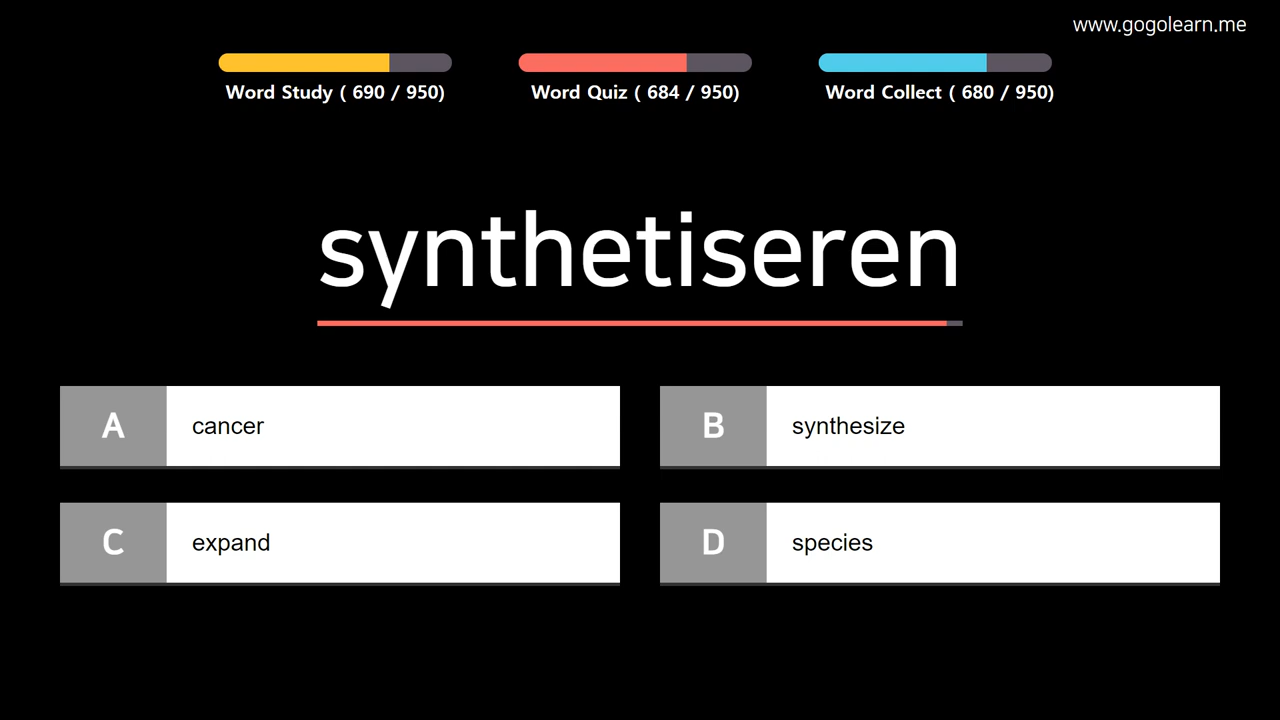 www.gogolearn.me
Word Study ( 690 / 950)
Word Quiz ( 684 / 950)
Word Collect ( 680 / 950)
synthetiseren
A cancer
B synthesize
C expand
D species